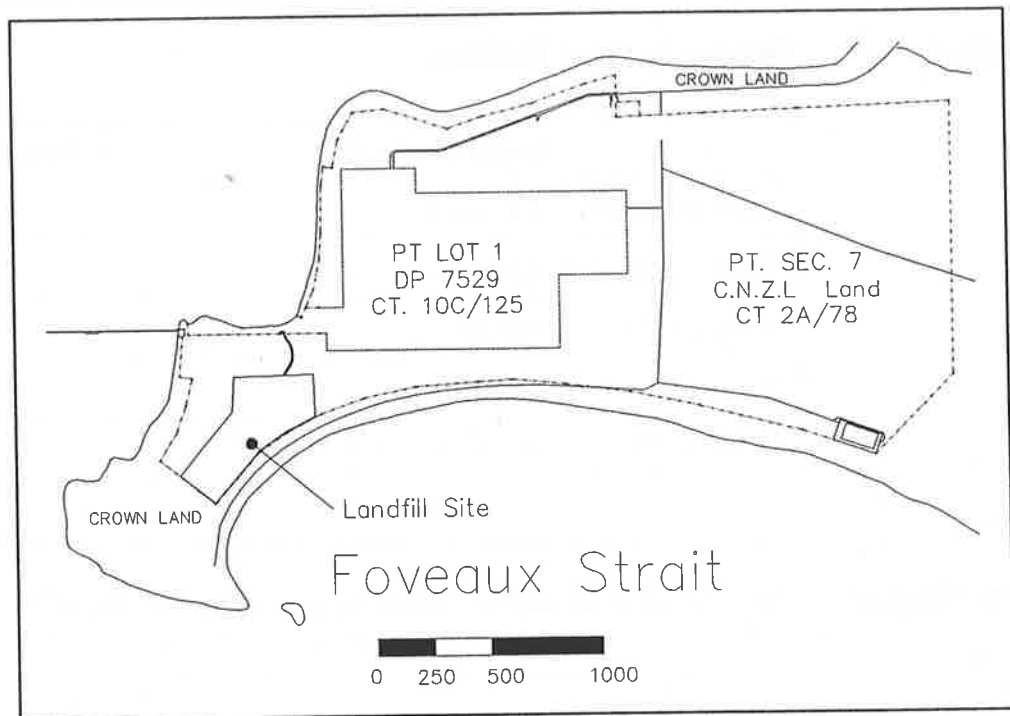 CROWN LAND
PT LOT 1
DP 7529
CT. 10C/125
PT. SEC. 7
C.N.Z.L Land
CT 2A/78
Landfill Site
CROWN LAND
Foveaux Strait
0 250 500 1000